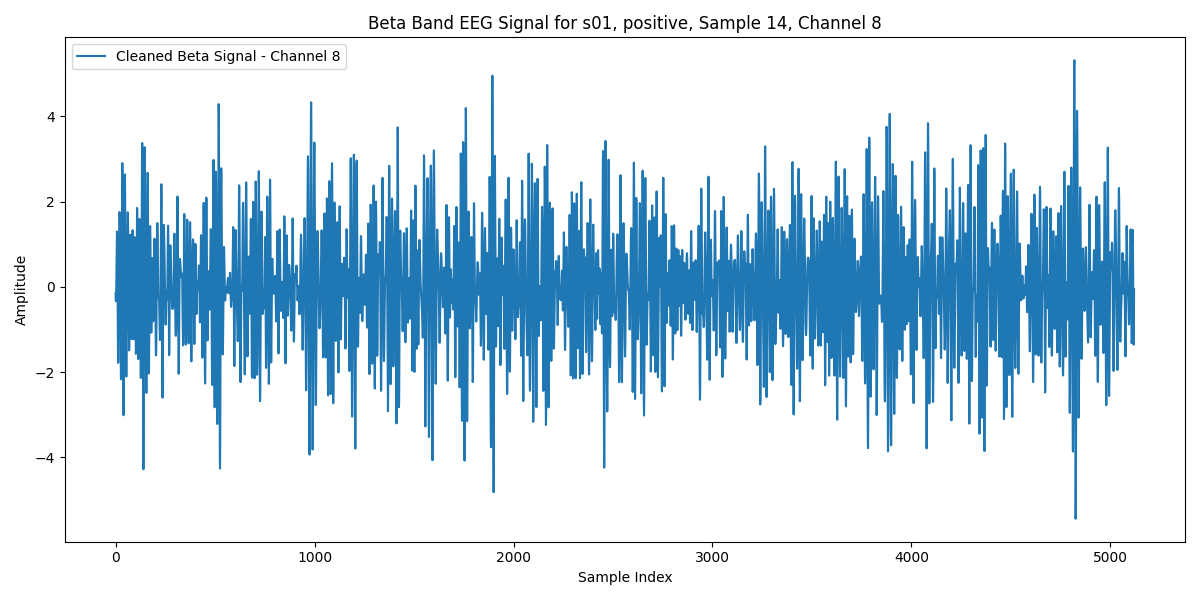 Beta Band EEG Signal for s01, positive, Sample 14, Channel 8
Cleaned Beta Signal - Channel 8
Amplitude
4
2
0
−2
−4
0 1000 2000 3000 4000 5000
Sample Index